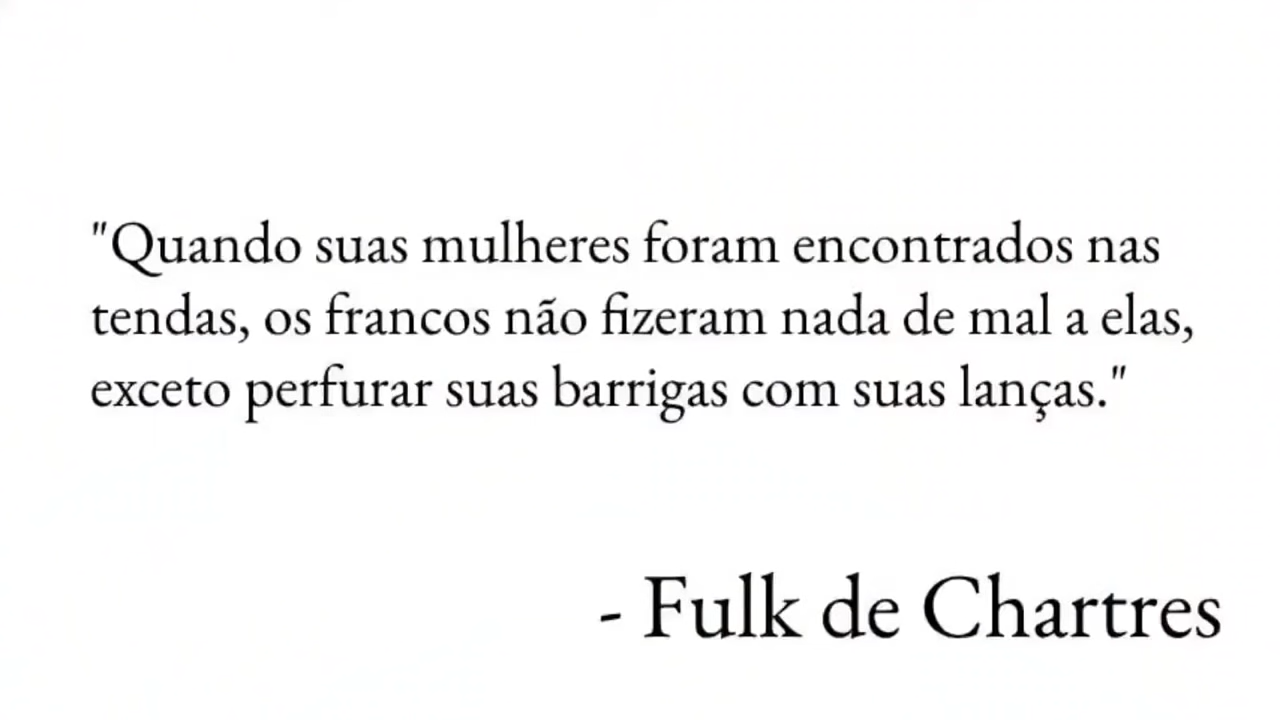 "Quando suas mulheres foram encontrados nas
tendas, os francos não fizeram nada de mal a elas,
exceto perfurar suas barrigas com suas lanças."
- Fulk de Chartres